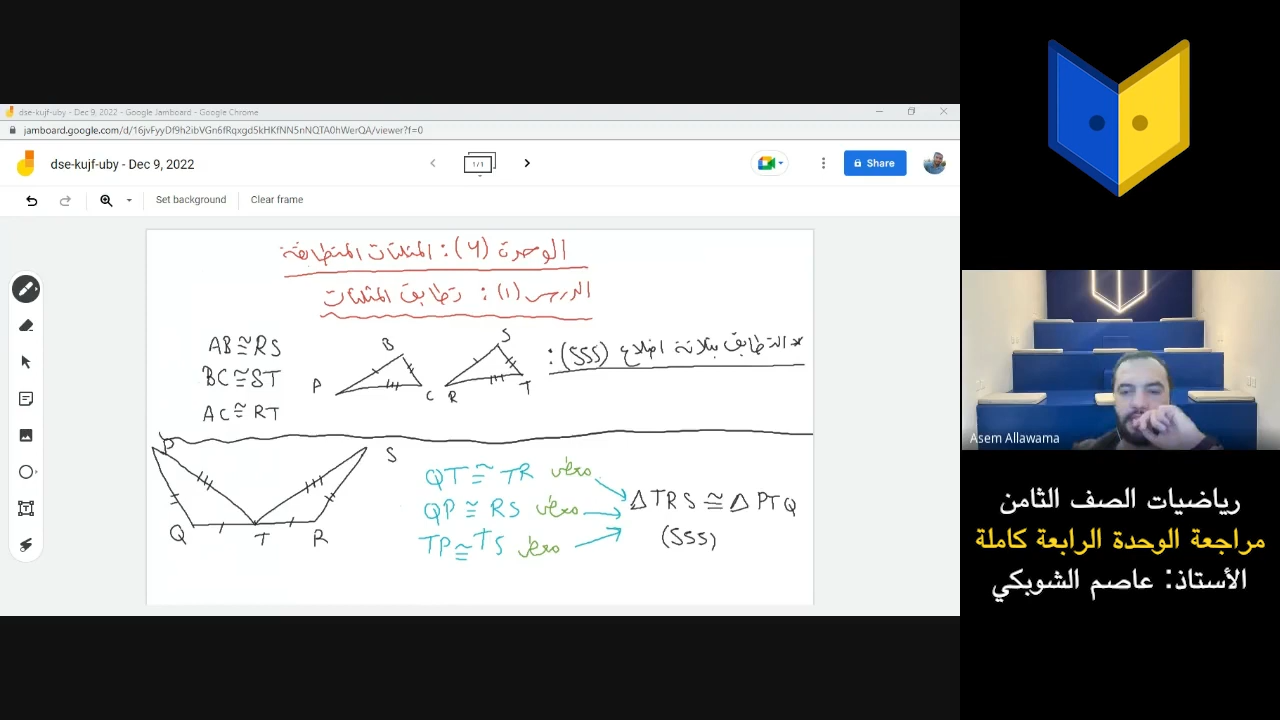 dse-kujf-uby - Dec 9, 2022 - Google Jamboard - Google Chrome
jamboard.google.com/d/16jvFyyDf9h2ibVGn6fRqxgd5kHKfNN5nNQTA0hWerQA/viewer?f=0
dse-kujf-uby - Dec 9, 2022
1/1
Share
Set background
Clear frame
الوحدة (٤) : المثلثات المتطابقة
الدرس (١) : تطابق المثلثات
* التطابق بثلاثة اضلاع (SSS) :
AB ≅ RS
BC ≅ ST
AC ≅ RT
A B C
R S T
P Q T R S
QT ≅ TR معطى
QP ≅ RS معطى
TP ≅ TS معطى
Δ TRS ≅ Δ PTQ
(SSS)
Asem Allawama
رياضيات الصف الثامن
مراجعة الوحدة الرابعة كاملة
الأستاذ: عاصم الشوبكي